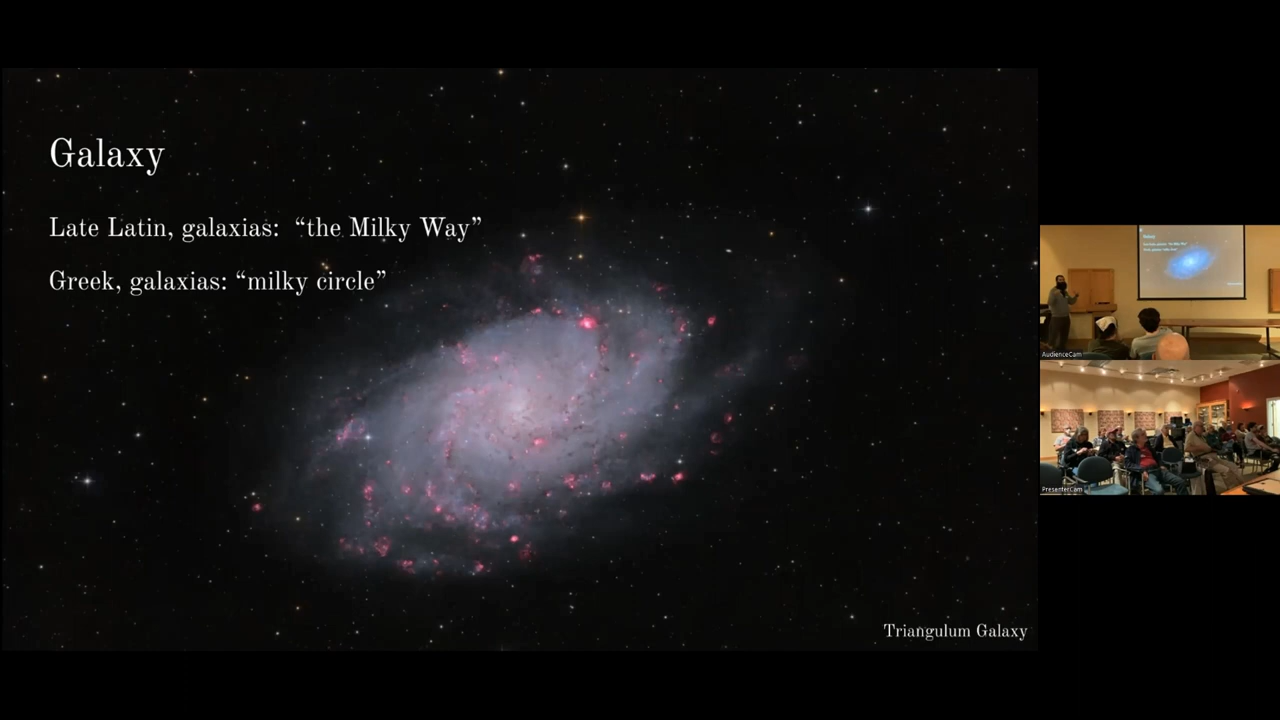 Galaxy
Late Latin, galaxias: “the Milky Way”
Greek, galaxias: “milky circle”
Triangulum Galaxy
AudienceCam
PresenterCam